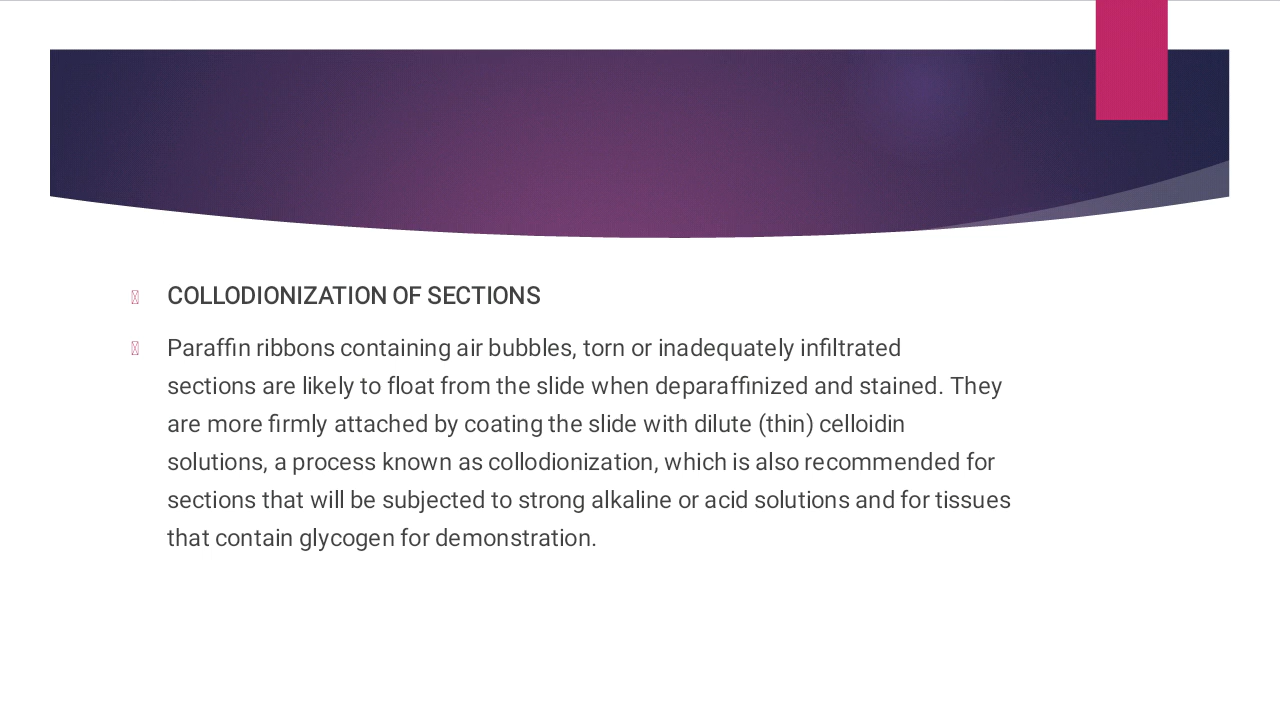 COLLODIONIZATION OF SECTIONS
Paraffin ribbons containing air bubbles, torn or inadequately infiltrated
sections are likely to float from the slide when deparaffinized and stained. They
are more firmly attached by coating the slide with dilute (thin) celloidin
solutions, a process known as collodionization, which is also recommended for
sections that will be subjected to strong alkaline or acid solutions and for tissues
that contain glycogen for demonstration.